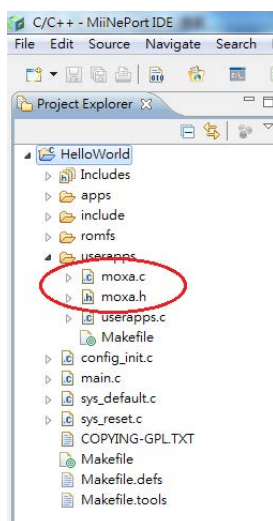 C/C++ - MiiNePort IDE
File Edit Source Navigate Search
Project Explorer
HelloWorld
Includes
apps
include
romfs
userapps
moxa.c
moxa.h
userapps.c
Makefile
config_init.c
main.c
sys_default.c
sys_reset.c
COPYING-GPL.TXT
Makefile
Makefile.defs
Makefile.tools